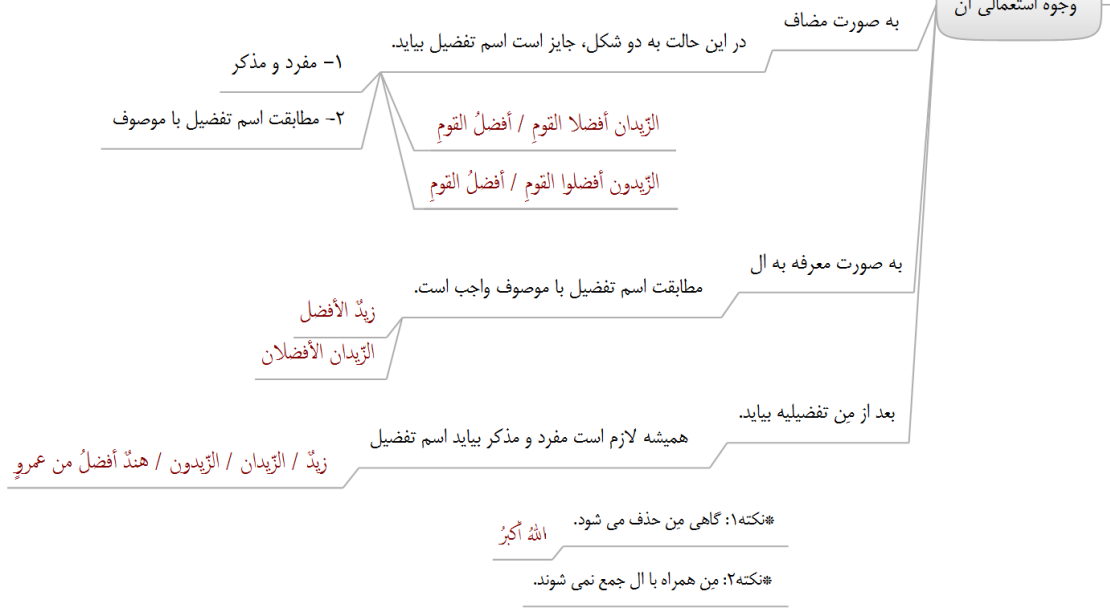 وجوه استعمالی آن
به صورت مضاف
در این حالت به دو شکل، جایز است اسم تفضیل بیاید.
۱- مفرد و مذکر
۲- مطابقت اسم تفضیل با موصوف
الزّیدان أفضلا القومِ / أفضلُ القومِ
الزّیدون أفضلوا القومِ / أفضلُ القومِ
به صورت معرفه به ال
مطابقت اسم تفضیل با موصوف واجب است.
زیدٌ الأفضل
الزّیدان الأفضلان
بعد از مِن تفضیلیه بیاید.
همیشه لازم است مفرد و مذکر بیاید اسم تفضیل
زیدٌ / الزّیدان / الزّیدون / هندٌ أفضلُ من عمروٍ
*نکته۱: گاهی مِن حذف می شود.
اللهُ أکبرُ
*نکته۲: مِن همراه با ال جمع نمی شوند.